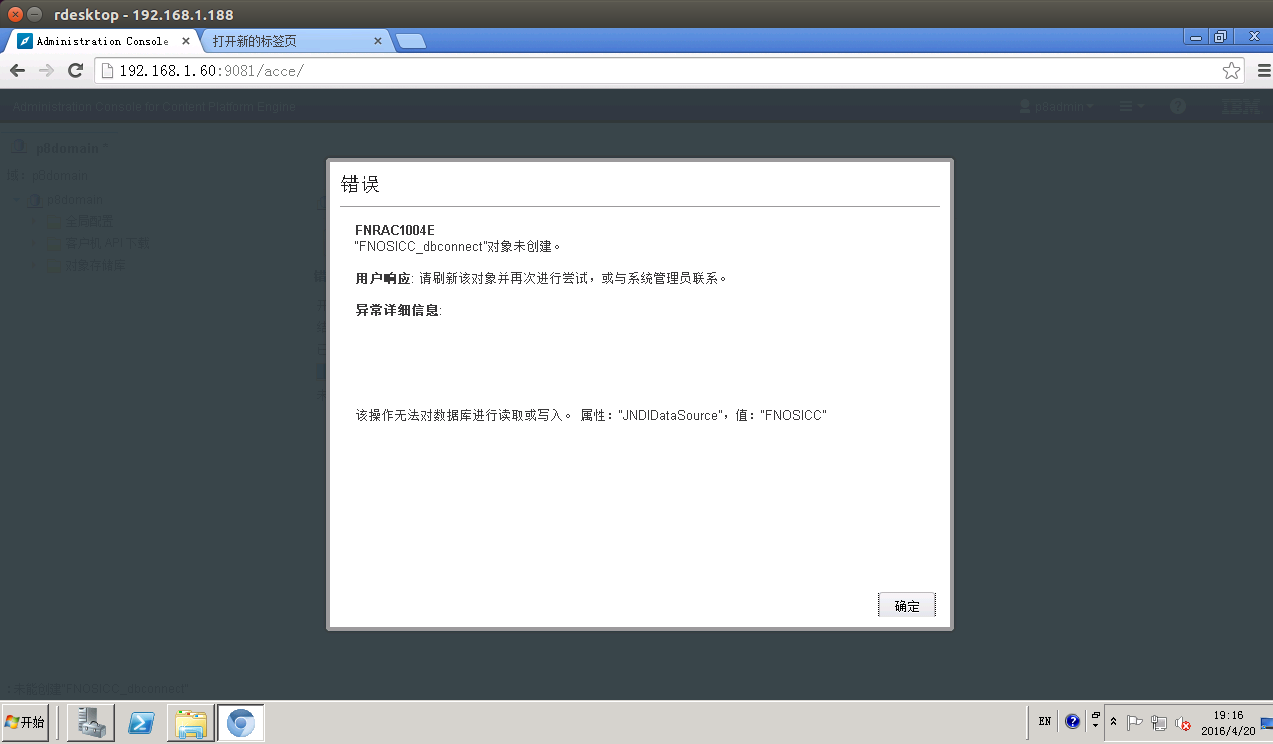 rdesktop - 192.168.1.188
Administration Console
打开新的标签页
192.168.1.60:9081/acce/
Administration Console for Content Platform Engine
p8admin
IBM
p8domain
域：p8domain
p8domain
全局配置
客户机 API 下载
对象存储库
错误
FNRAC1004E
"FNOSICC_dbconnect"对象未创建。
用户响应: 请刷新该对象并再次进行尝试，或与系统管理员联系。
异常详细信息:
该操作无法对数据库进行读取或写入。 属性："JNDIDataSource"，值："FNOSICC"
确定
: 未能创建"FNOSICC_dbconnect"
开始
EN
19:16
2016/4/20